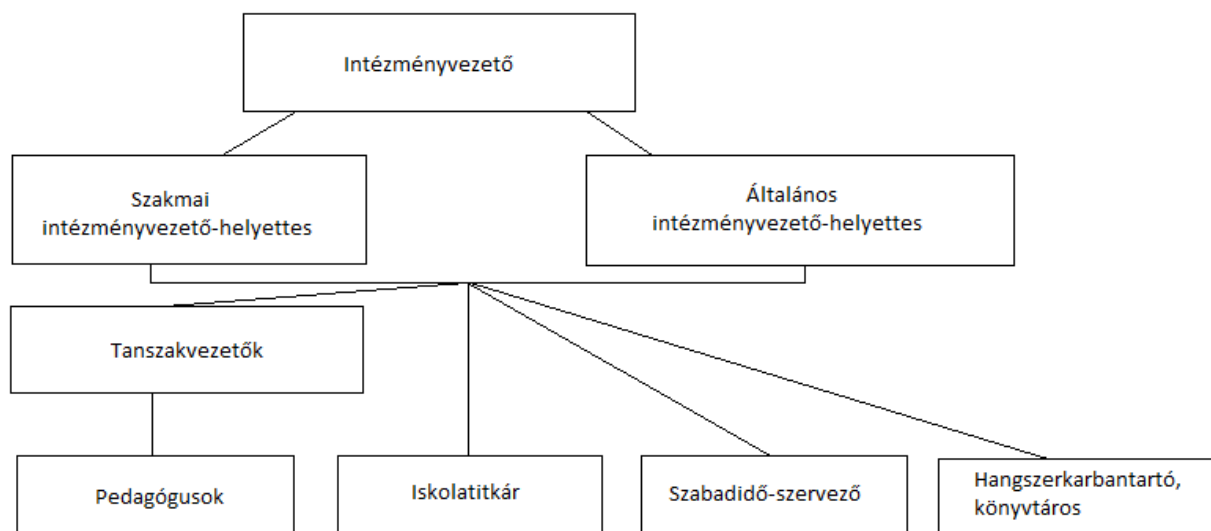 Intézményvezető
Szakmai
intézményvezető-helyettes
Általános
intézményvezető-helyettes
Tanszakvezetők
Pedagógusok
Iskolatitkár
Szabadidő-szervező
Hangszerkarbantartó,
könyvtáros